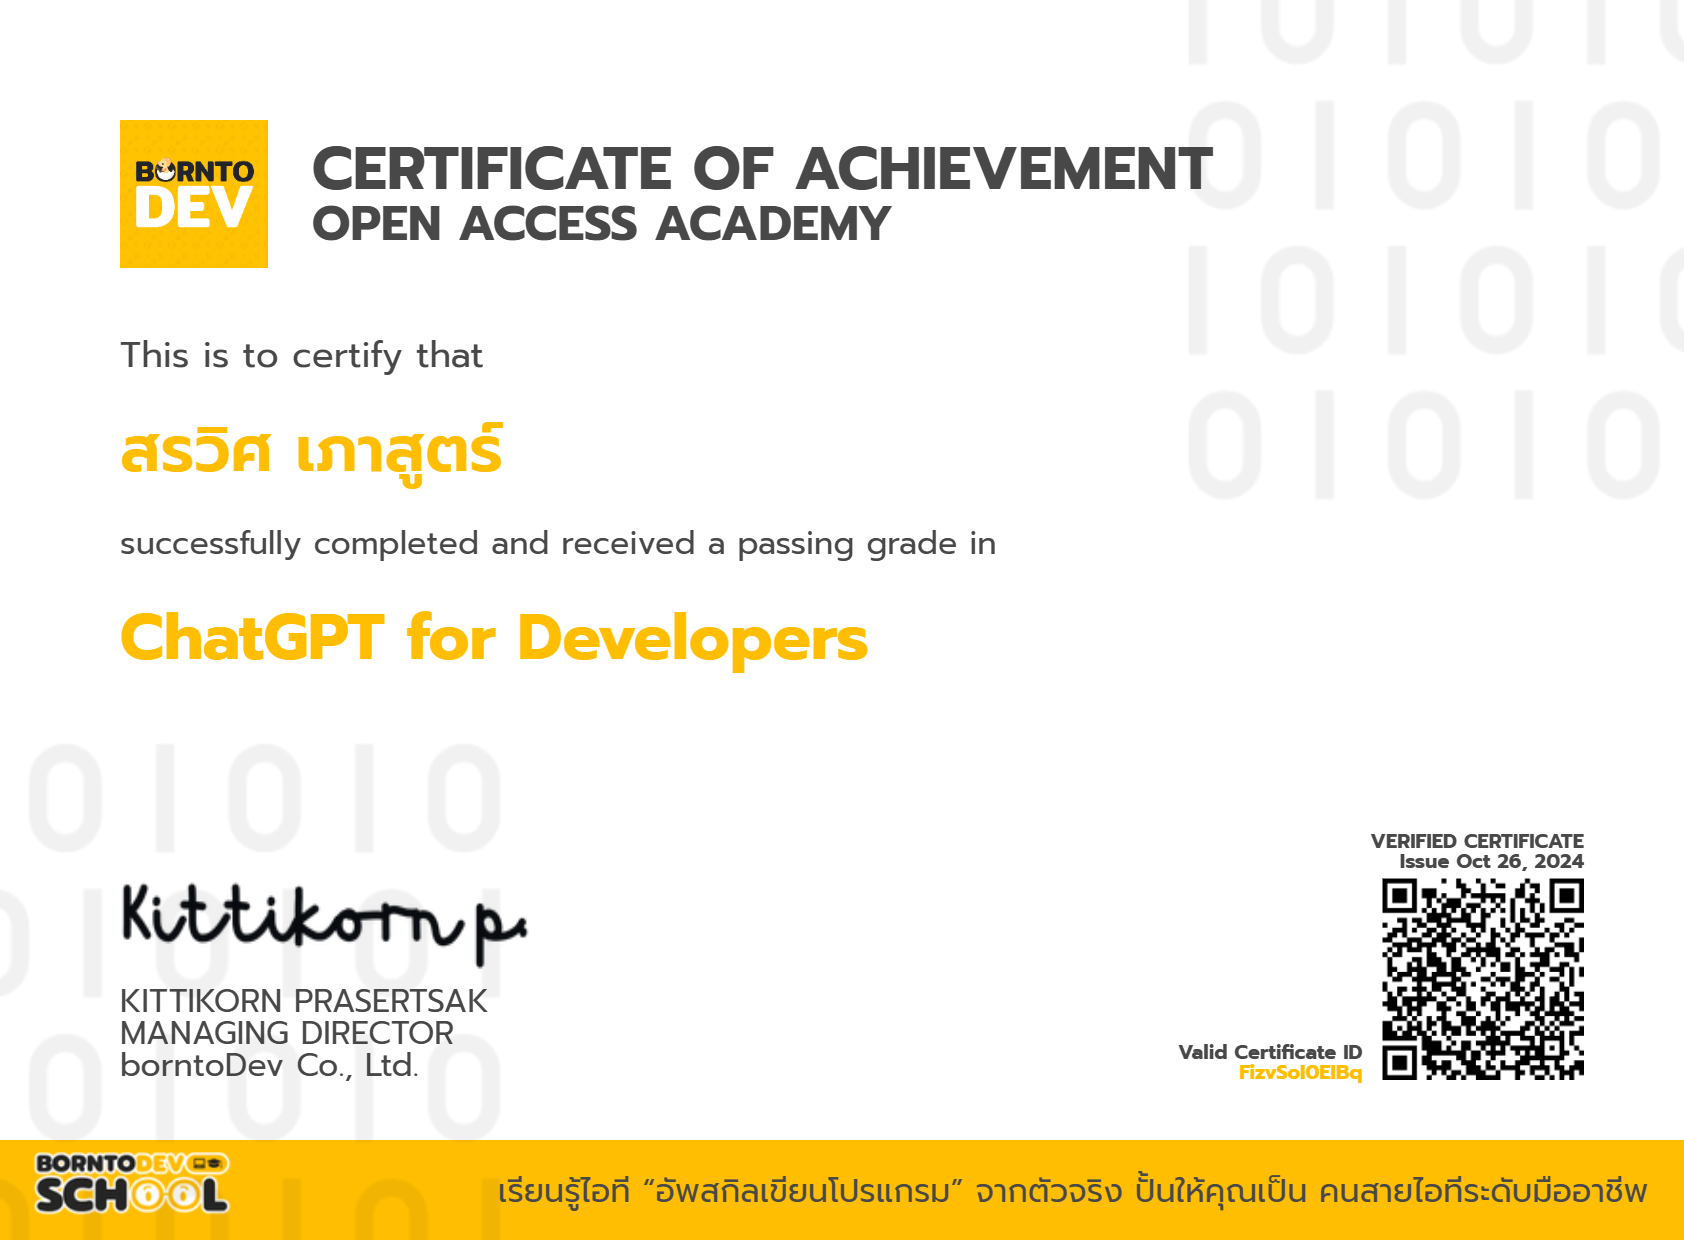 BORNTO
DEV
CERTIFICATE OF ACHIEVEMENT
OPEN ACCESS ACADEMY
This is to certify that
สรวิศ เภาสูตร์
successfully completed and received a passing grade in
ChatGPT for Developers
Kittikorn p.
KITTIKORN PRASERTSAK
MANAGING DIRECTOR
borntoDev Co., Ltd.
VERIFIED CERTIFICATE
Issue Oct 26, 2024
Valid Certificate ID
FizvSol0EIBq
BORNTODEV
SCHOOL
เรียนรู้ไอที “อัพสกิลเขียนโปรแกรม” จากตัวจริง ปั้นให้คุณเป็น คนสายไอทีระดับมืออาชีพ